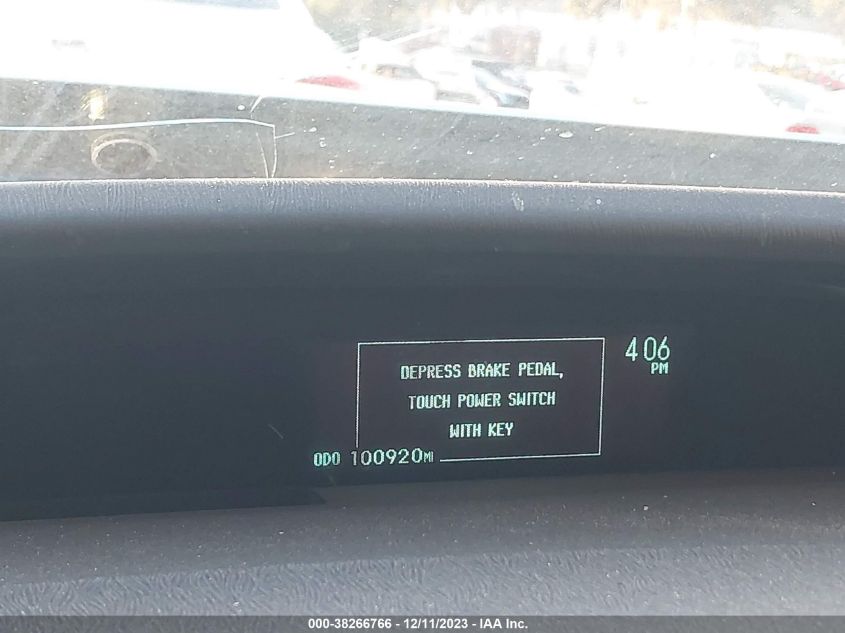 406
PM
DEPRESS BRAKE PEDAL,
TOUCH POWER SWITCH
WITH KEY
ODO 100920MI
000-38266766 - 12/11/2023 - IAA Inc.